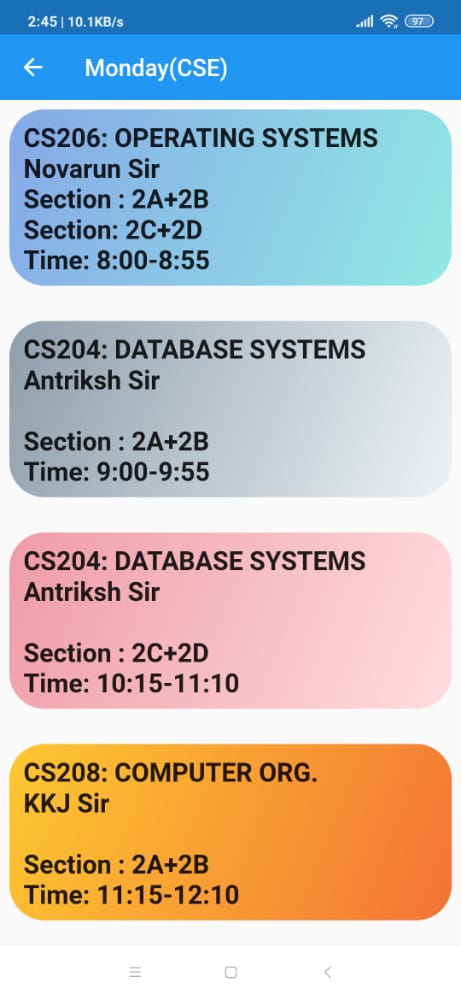 2:45 | 10.1KB/s
97
Monday(CSE)
CS206: OPERATING SYSTEMS
Novarun Sir
Section : 2A+2B
Section: 2C+2D
Time: 8:00-8:55
CS204: DATABASE SYSTEMS
Antriksh Sir
Section : 2A+2B
Time: 9:00-9:55
CS204: DATABASE SYSTEMS
Antriksh Sir
Section : 2C+2D
Time: 10:15-11:10
CS208: COMPUTER ORG.
KKJ Sir
Section : 2A+2B
Time: 11:15-12:10